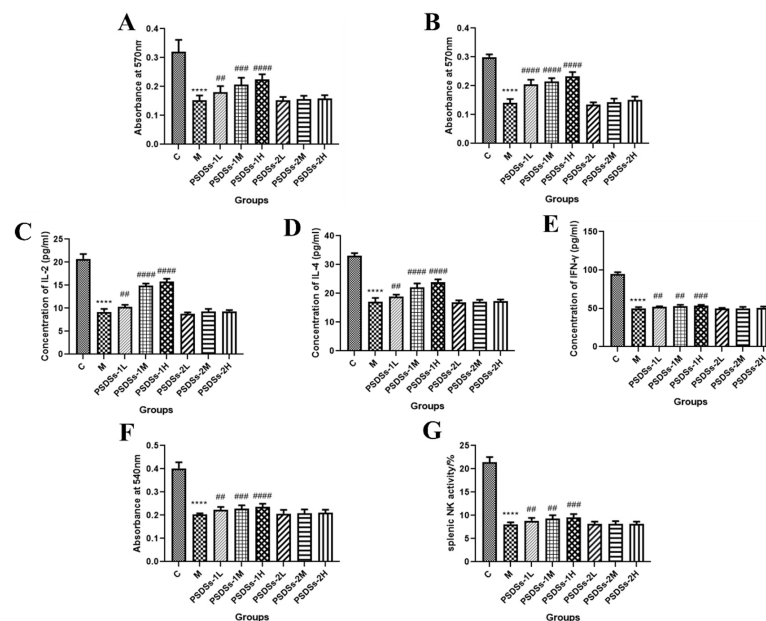 A
Absorbance at 570nm
0.4
0.3
0.2
0.1
0.0
****
##
###
####
C
M
PSDSs-1L
PSDSs-1M
PSDSs-1H
PSDSs-2L
PSDSs-2M
PSDSs-2H
Groups
B
Absorbance at 570nm
0.4
0.3
0.2
0.1
0.0
****
####
####
####
C
M
PSDSs-1L
PSDSs-1M
PSDSs-1H
PSDSs-2L
PSDSs-2M
PSDSs-2H
Groups
C
Concentration of IL-2 (pg/ml)
25
20
15
10
5
0
****
##
####
####
C
M
PSDSs-1L
PSDSs-1M
PSDSs-1H
PSDSs-2L
PSDSs-2M
PSDSs-2H
Groups
D
Concentration of IL-4 (pg/ml)
40
30
20
10
0
****
##
####
####
C
M
PSDSs-1L
PSDSs-1M
PSDSs-1H
PSDSs-2L
PSDSs-2M
PSDSs-2H
Groups
E
Concentration of IFN-γ (pg/ml)
150
100
50
0
****
##
##
###
C
M
PSDSs-1L
PSDSs-1M
PSDSs-1H
PSDSs-2L
PSDSs-2M
PSDSs-2H
Groups
F
Absorbance at 540nm
0.5
0.4
0.3
0.2
0.1
0.0
****
##
###
####
C
M
PSDSs-1L
PSDSs-1M
PSDSs-1H
PSDSs-2L
PSDSs-2M
PSDSs-2H
Groups
G
splenic NK activity/%
25
20
15
10
5
0
****
##
##
###
C
M
PSDSs-1L
PSDSs-1M
PSDSs-1H
PSDSs-2L
PSDSs-2M
PSDSs-2H
Groups